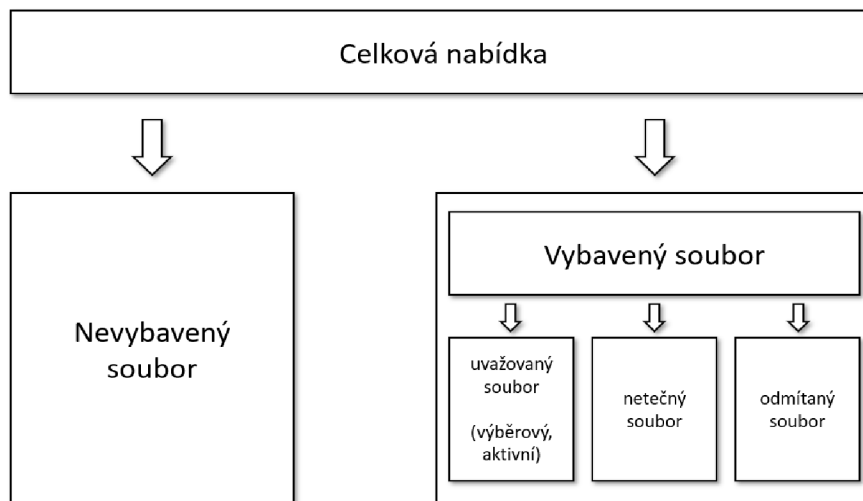 Celková nabídka
Nevybavený
soubor
Vybavený soubor
uvažovaný
soubor
(výběrový,
aktivní)
netečný
soubor
odmítaný
soubor